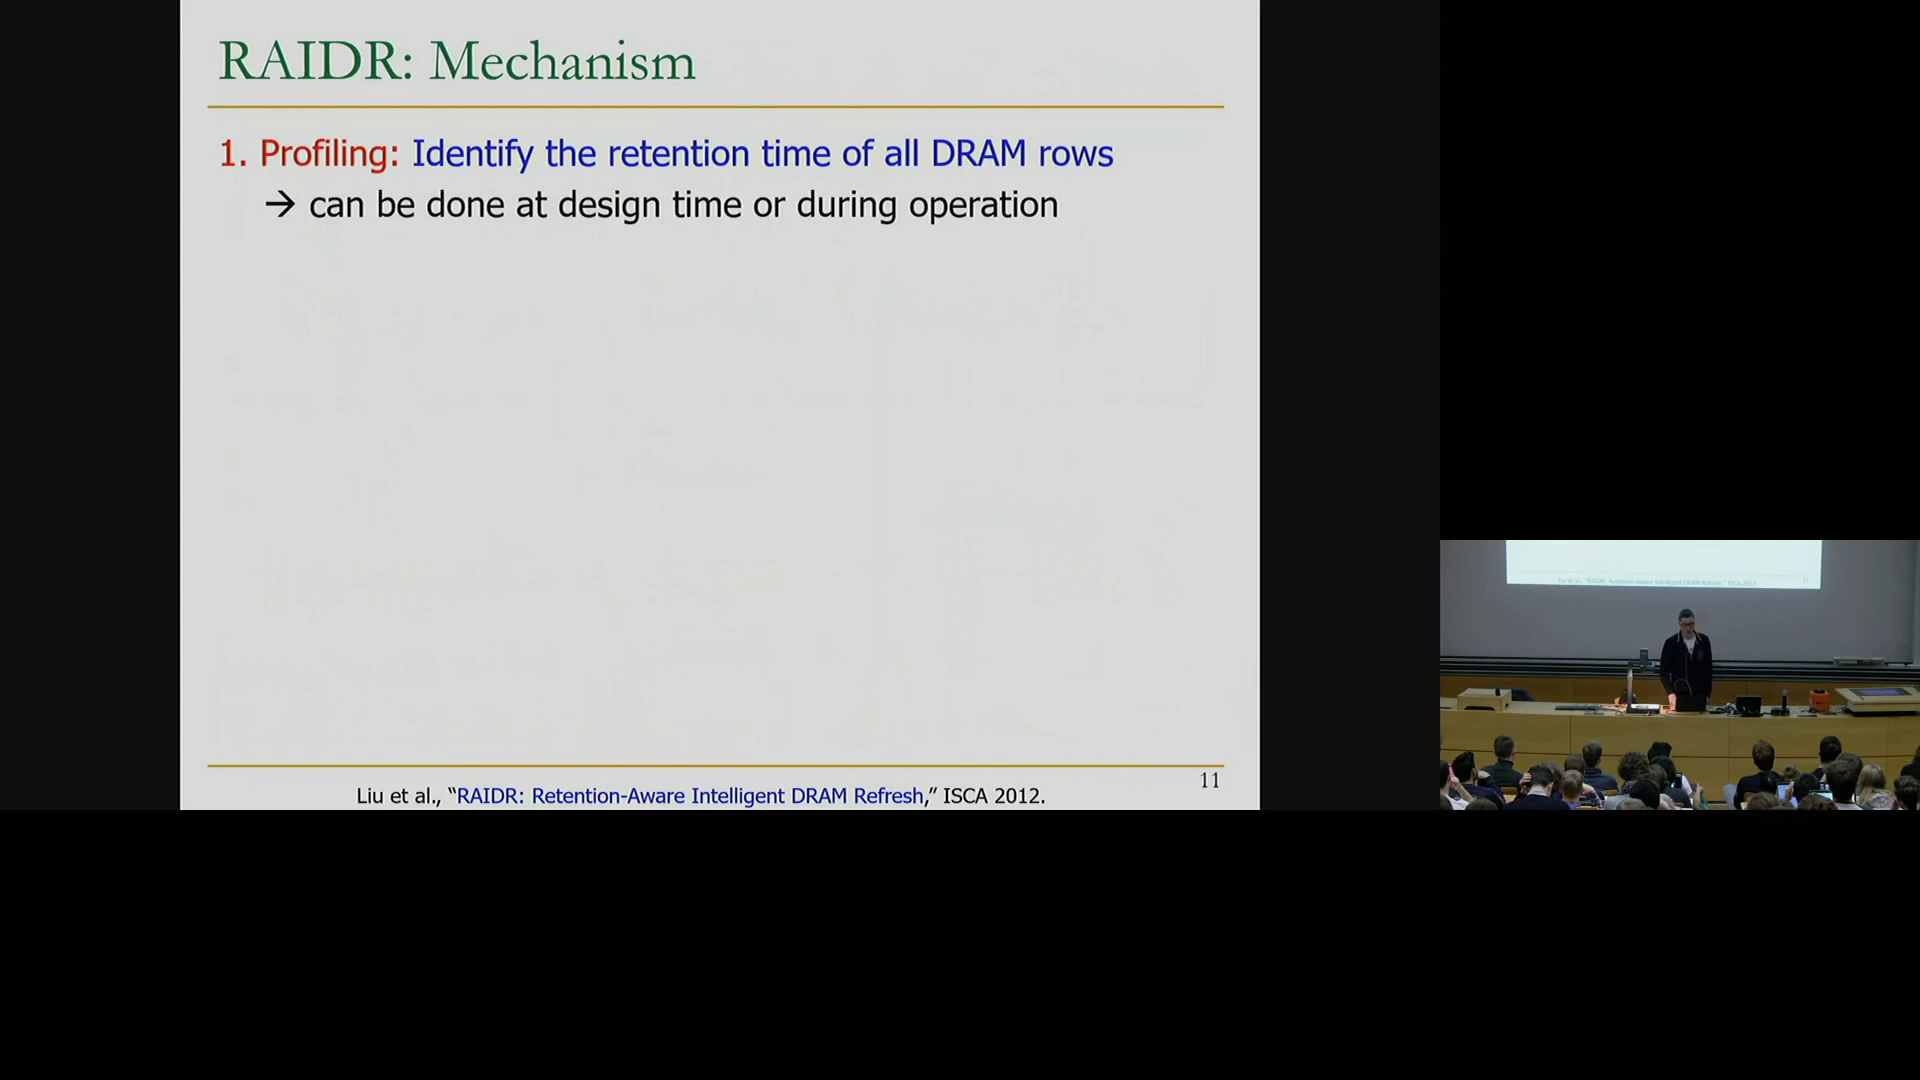 RAIDR: Mechanism
1. Profiling: Identify the retention time of all DRAM rows
→ can be done at design time or during operation
11
Liu et al., “RAIDR: Retention-Aware Intelligent DRAM Refresh,” ISCA 2012.